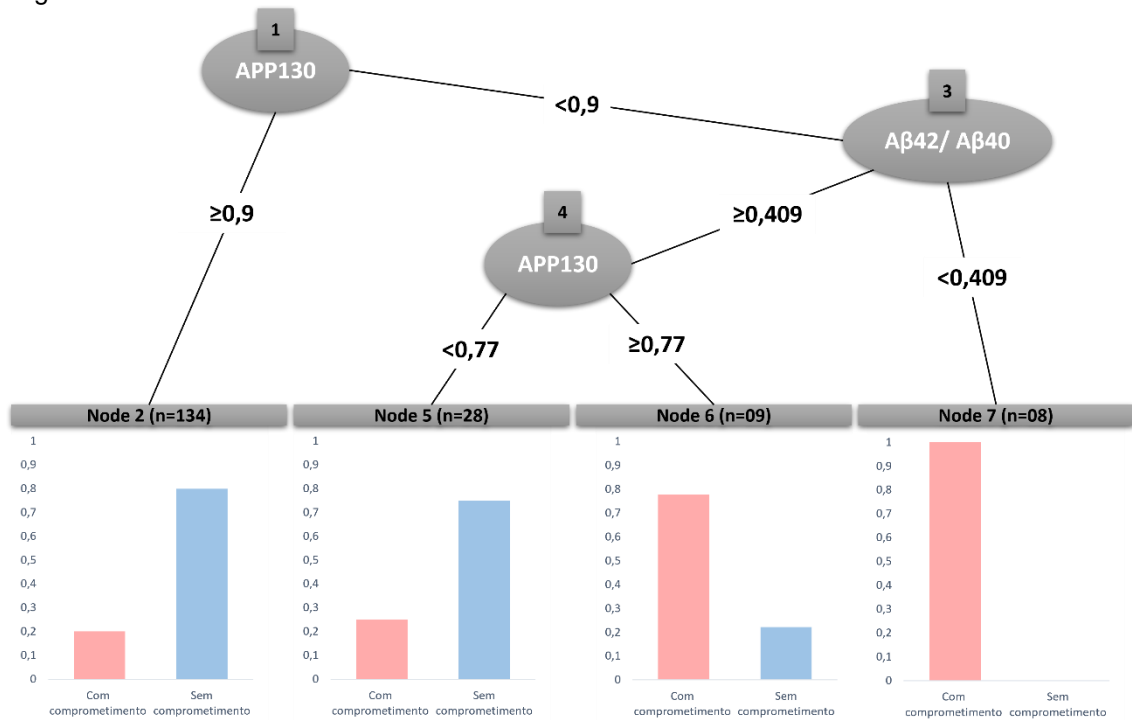 1
APP130
<0,9
3
Aβ42/ Aβ40
≥0,9
4
APP130
≥0,409
<0,409
<0,77
≥0,77
Node 2 (n=134)
1
0,9
0,8
0,7
0,6
0,5
0,4
0,3
0,2
0,1
0
Com
comprometimento
Sem
comprometimento
Node 5 (n=28)
1
0,9
0,8
0,7
0,6
0,5
0,4
0,3
0,2
0,1
0
Com
comprometimento
Sem
comprometimento
Node 6 (n=09)
1
0,9
0,8
0,7
0,6
0,5
0,4
0,3
0,2
0,1
0
Com
comprometimento
Sem
comprometimento
Node 7 (n=08)
1
0,9
0,8
0,7
0,6
0,5
0,4
0,3
0,2
0,1
0
Com
comprometimento
Sem
comprometimento